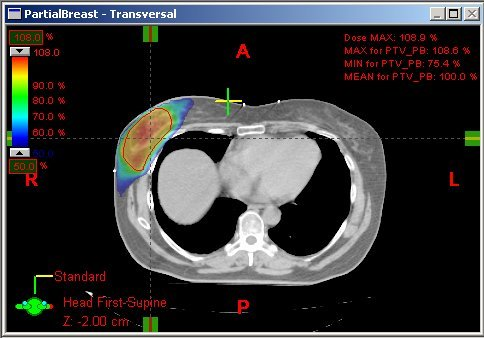 PartialBreast - Transversal
108.0 %
108.0
90.0 %
80.0 %
70.0 %
60.0 %
50.0 %
A
Dose MAX: 108.9 %
MAX for PTV_PB: 108.6 %
MIN for PTV_PB: 75.4 %
MEAN for PTV_PB: 100.0 %
R
L
Standard
Head First-Supine
Z: -2.00 cm
P